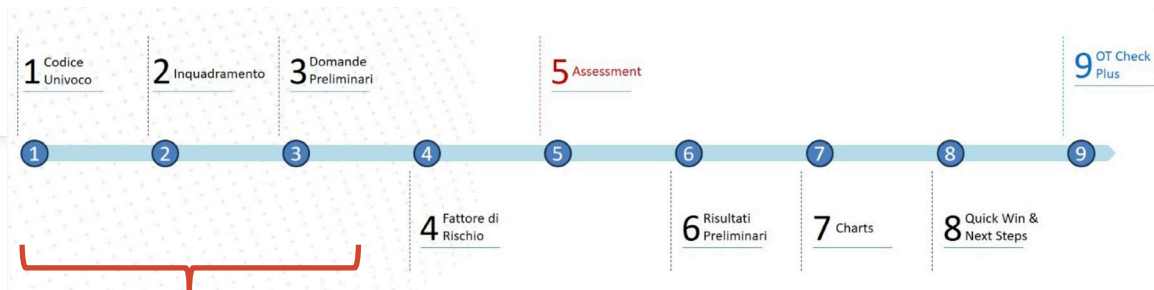 1 Codice
Univoco
2 Inquadramento
3 Domande
Preliminari
5 Assessment
9 OT Check
Plus
1 2 3 4 5 6 7 8 9
4 Fattore di
Rischio
6 Risultati
Preliminari
7 Charts
8 Quick Win &
Next Steps